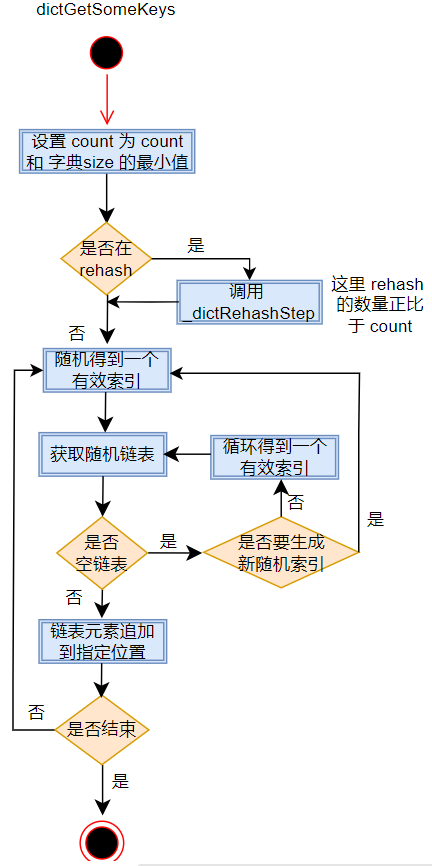 dictGetSomeKeys
设置 count 为 count
和 字典size 的最小值
是否在
rehash
是
调用
_dictRehashStep
这里 rehash
的数量正比
于 count
否
随机得到一个
有效索引
获取随机链表
循环得到一个
有效索引
否
是
是否
空链表
是
是否要生成
新随机索引
否
链表元素追加
到指定位置
否
是否结束
是